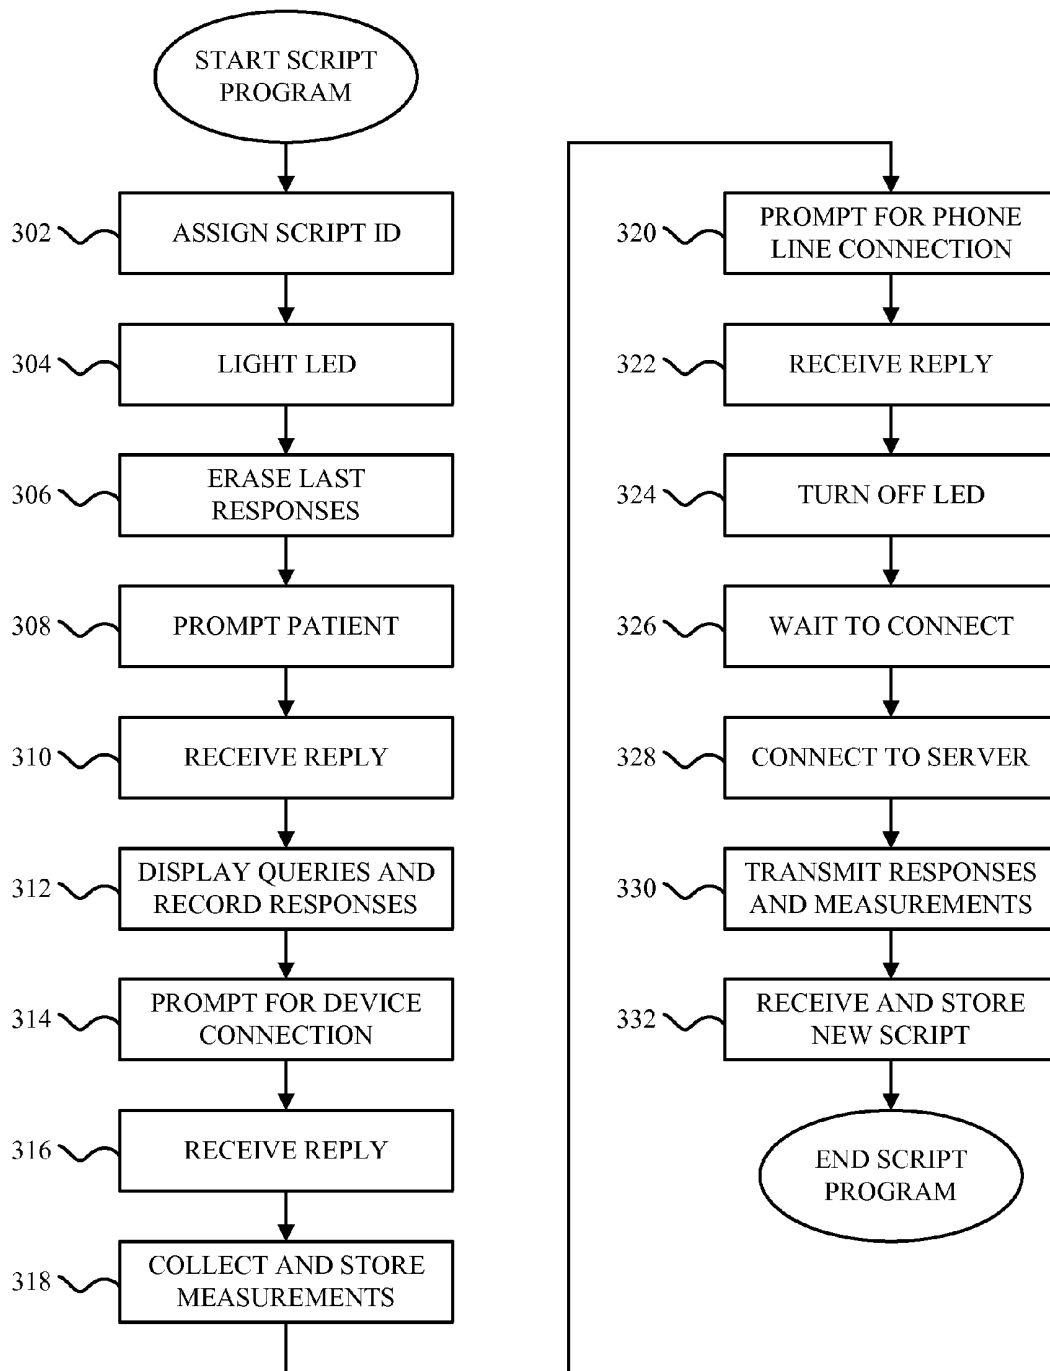 START SCRIPT
PROGRAM
302
ASSIGN SCRIPT ID
304
LIGHT LED
306
ERASE LAST
RESPONSES
308
PROMPT PATIENT
310
RECEIVE REPLY
312
DISPLAY QUERIES AND
RECORD RESPONSES
314
PROMPT FOR DEVICE
CONNECTION
316
RECEIVE REPLY
318
COLLECT AND STORE
MEASUREMENTS
320
PROMPT FOR PHONE
LINE CONNECTION
322
RECEIVE REPLY
324
TURN OFF LED
326
WAIT TO CONNECT
328
CONNECT TO SERVER
330
TRANSMIT RESPONSES
AND MEASUREMENTS
332
RECEIVE AND STORE
NEW SCRIPT
END SCRIPT
PROGRAM